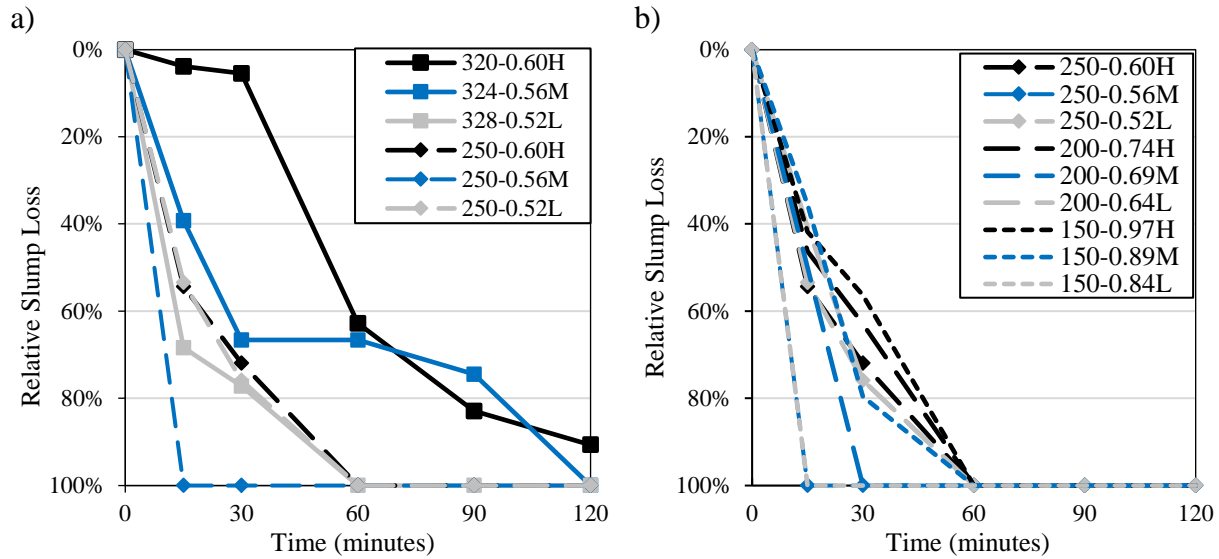 a)
0%
20%
40%
60%
80%
100%
Relative Slump Loss
320-0.60H
324-0.56M
328-0.52L
250-0.60H
250-0.56M
250-0.52L
0 30 60 90 120
Time (minutes)
b)
0%
20%
40%
60%
80%
100%
Relative Slump Loss
250-0.60H
250-0.56M
250-0.52L
200-0.74H
200-0.69M
200-0.64L
150-0.97H
150-0.89M
150-0.84L
0 30 60 90 120
Time (minutes)